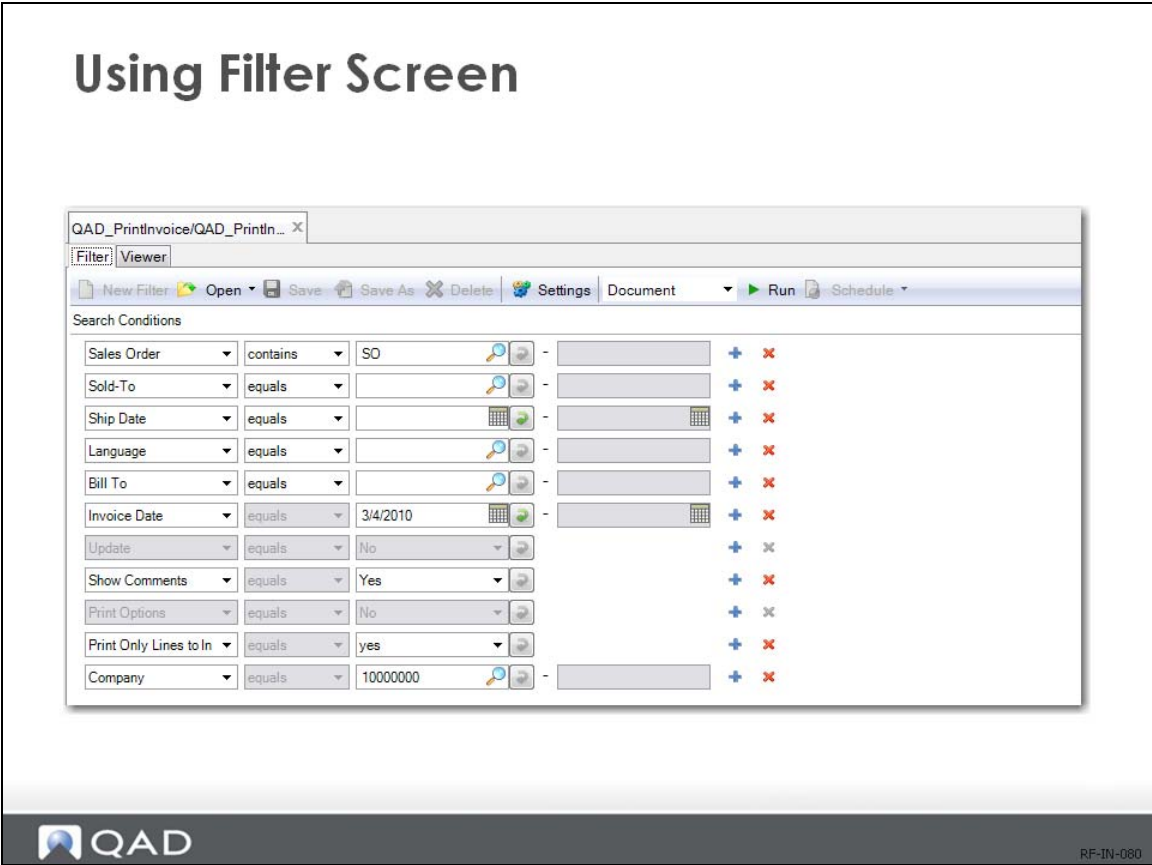 Using Filter Screen
QAD_PrintInvoice/QAD_PrintIn...
Filter Viewer
New Filter Open Save Save As Delete Settings Document Run Schedule
Search Conditions
Sales Order contains SO -
Sold-To equals -
Ship Date equals -
Language equals -
Bill To equals -
Invoice Date equals 3/4/2010 -
Update equals No
Show Comments equals Yes
Print Options equals No
Print Only Lines to In equals yes
Company equals 10000000 -
QAD
RF-IN-080